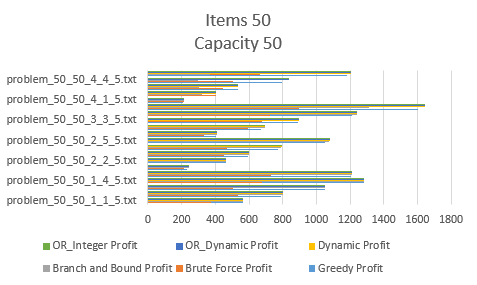 Items 50
Capacity 50
problem_50_50_4_4_5.txt
problem_50_50_4_1_5.txt
problem_50_50_3_3_5.txt
problem_50_50_2_5_5.txt
problem_50_50_2_2_5.txt
problem_50_50_1_4_5.txt
problem_50_50_1_1_5.txt
0 200 400 600 800 1000 1200 1400 1600 1800
OR_Integer Profit OR_Dynamic Profit Dynamic Profit
Branch and Bound Profit Brute Force Profit Greedy Profit